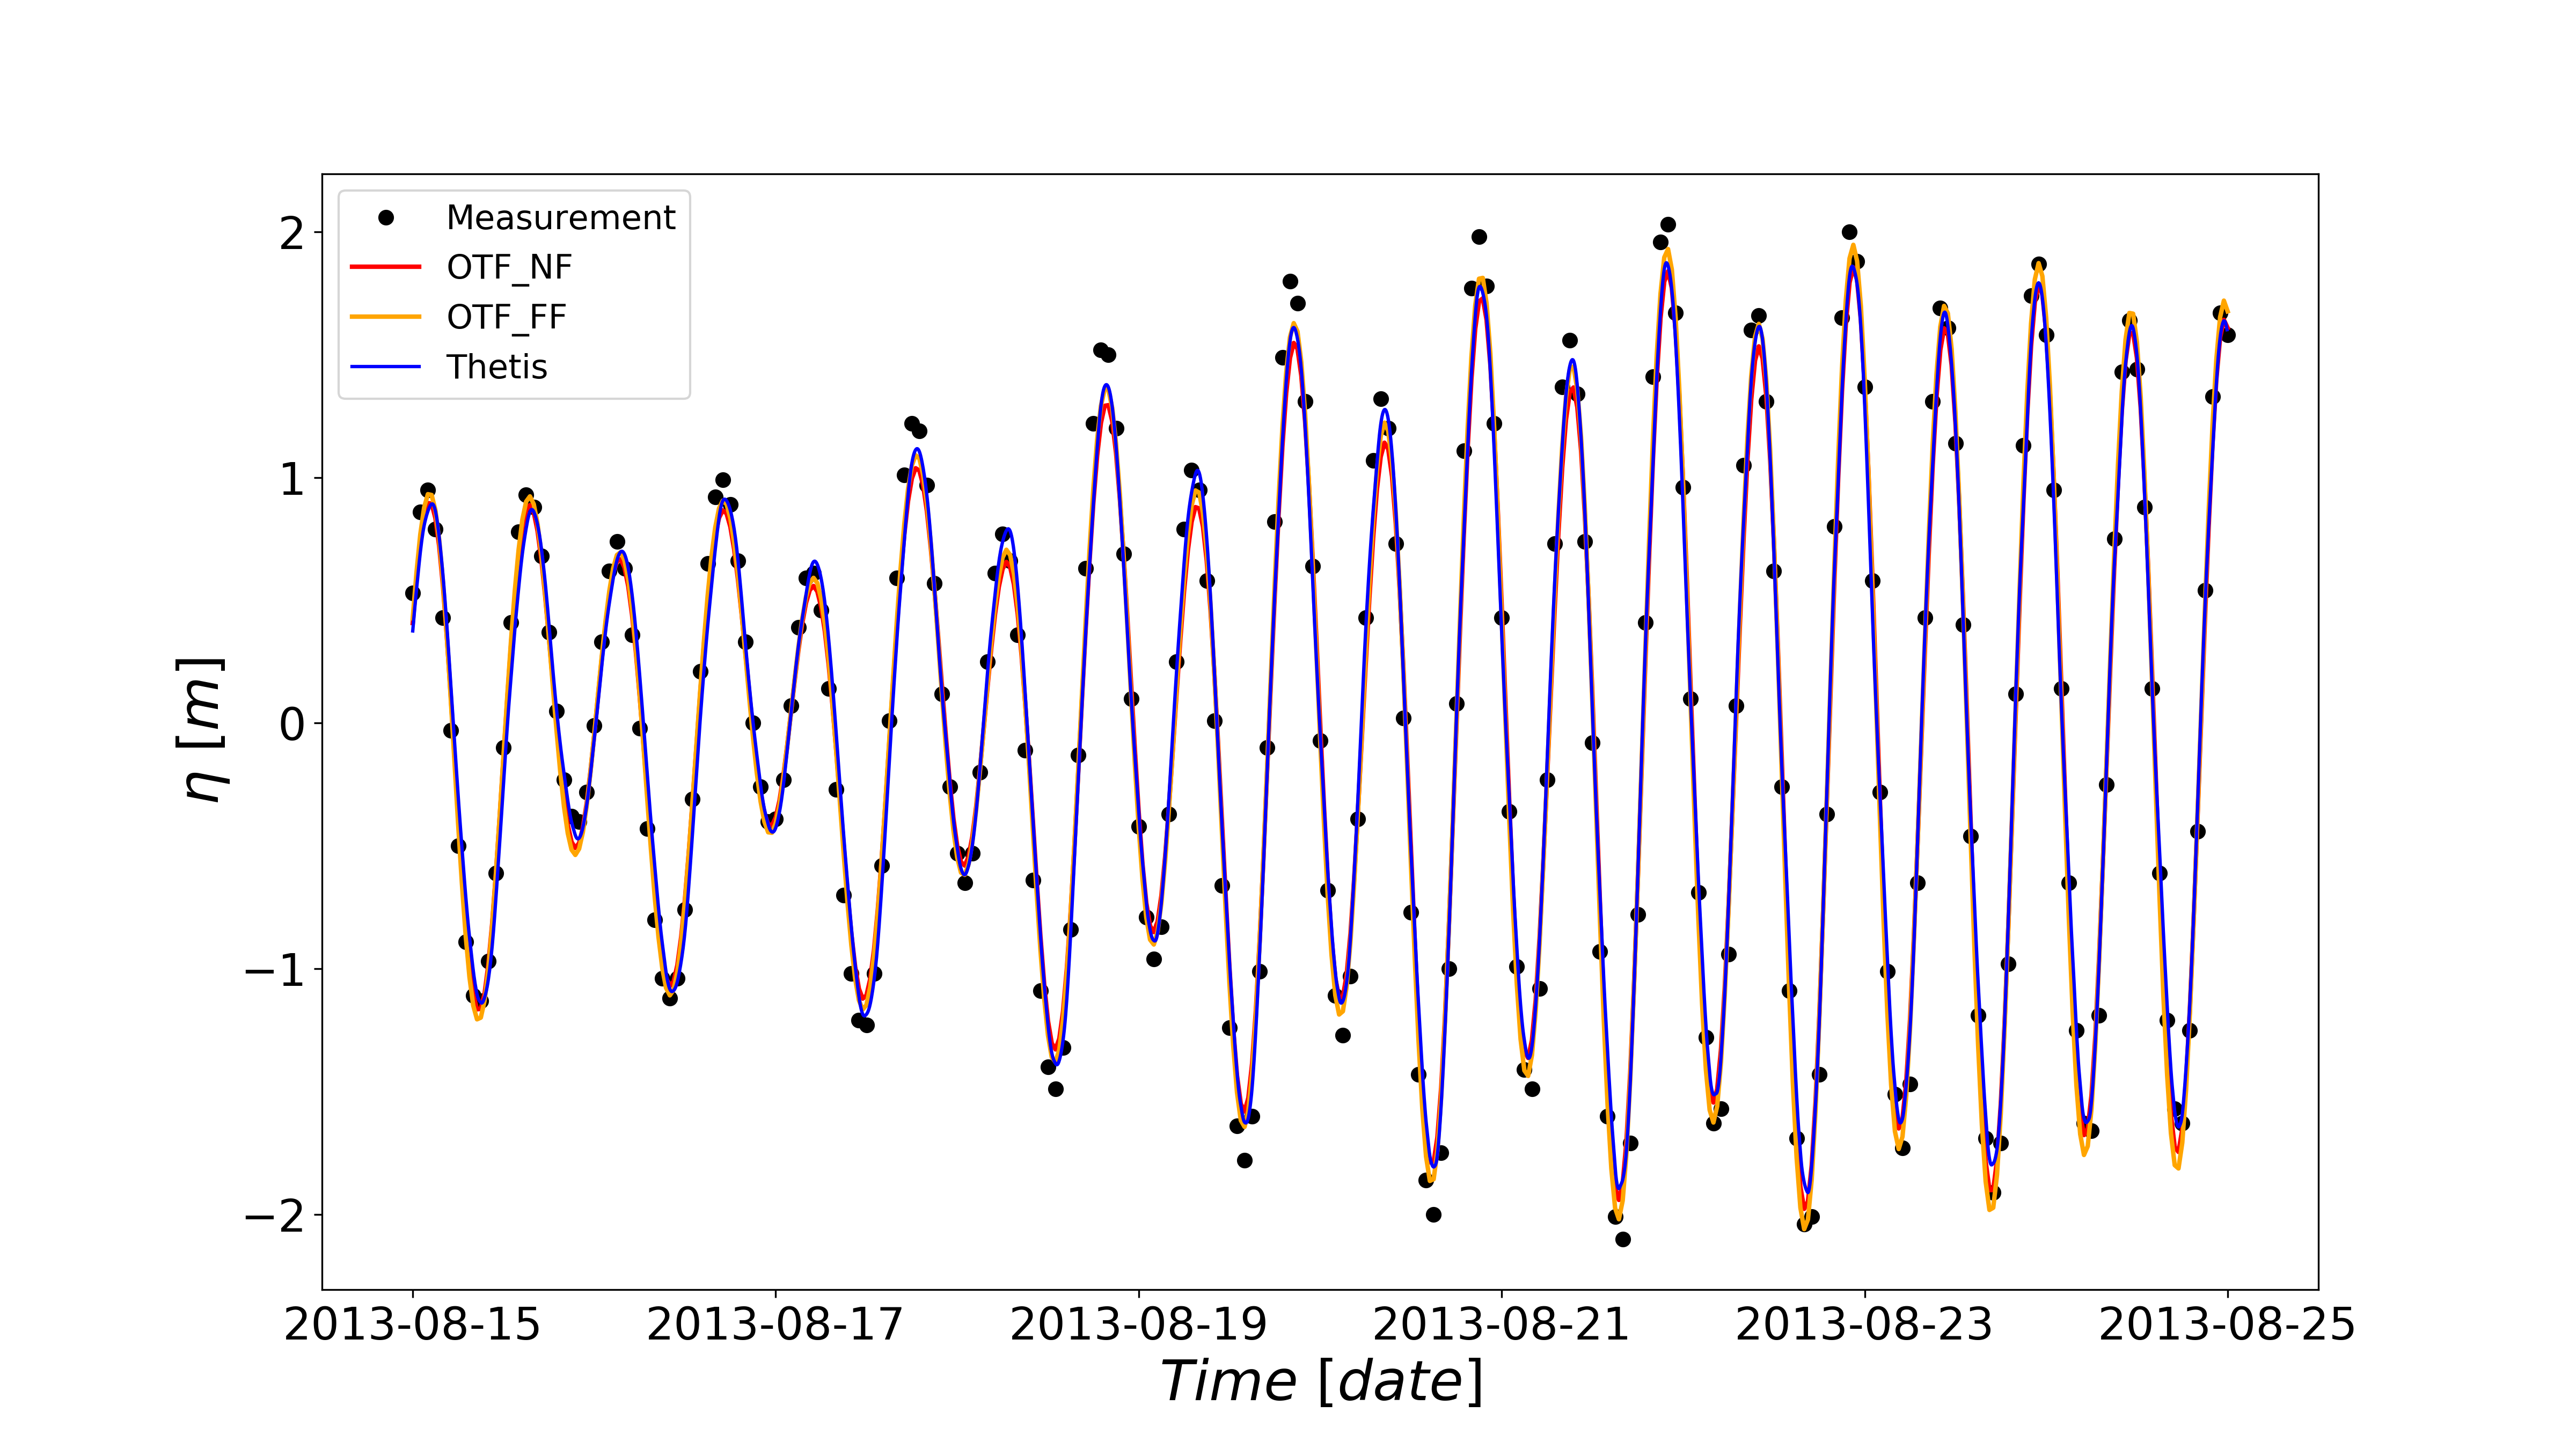 Measurement
OTF_NF
OTF_FF
Thetis
2
1
0
−1
−2
η [m]
2013-08-15 2013-08-17 2013-08-19 2013-08-21 2013-08-23 2013-08-25
Time [date]